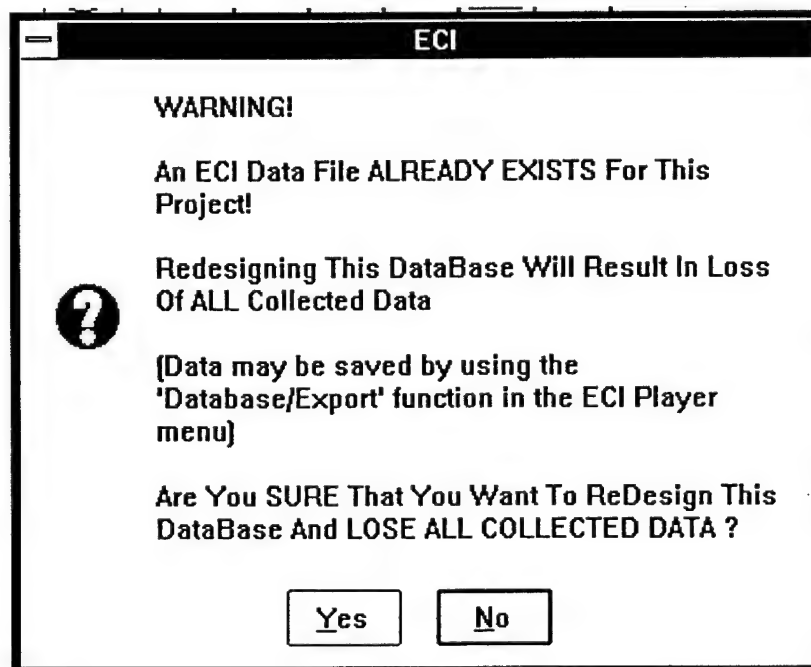 ECI
WARNING!
An ECI Data File ALREADY EXISTS For This
Project!
Redesigning This DataBase Will Result In Loss
Of ALL Collected Data
(Data may be saved by using the
'Database/Export' function in the ECI Player
menu)
Are You SURE That You Want To ReDesign This
DataBase And LOSE ALL COLLECTED DATA ?
Yes No